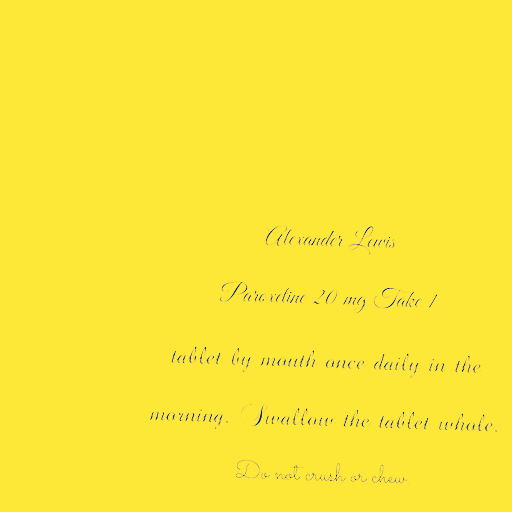 Alexander Lewis
Paroxetine 20 mg Take 1
tablet by mouth once daily in the
morning. Swallow the tablet whole.
Do not crush or chew.